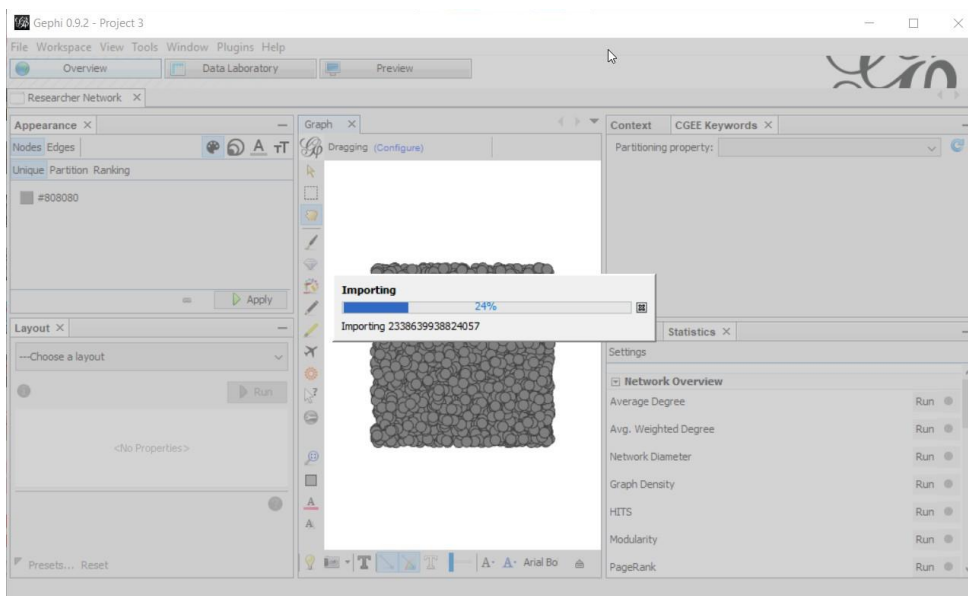 Gephi 0.9.2 - Project 3
File Workspace View Tools Window Plugins Help
Overview Data Laboratory Preview
Researcher Network
Appearance
Nodes Edges
Unique Partition Ranking
#808080
Apply
Layout
---Choose a layout
Run
<No Properties>
Presets... Reset
Graph
Dragging (Configure)
Importing
24%
Importing 2338639938824057
Arial Bo
Context CGEE Keywords
Partitioning property:
Statistics
Settings
Network Overview
Average Degree Run
Avg. Weighted Degree Run
Network Diameter Run
Graph Density Run
HITS Run
Modularity Run
PageRank Run